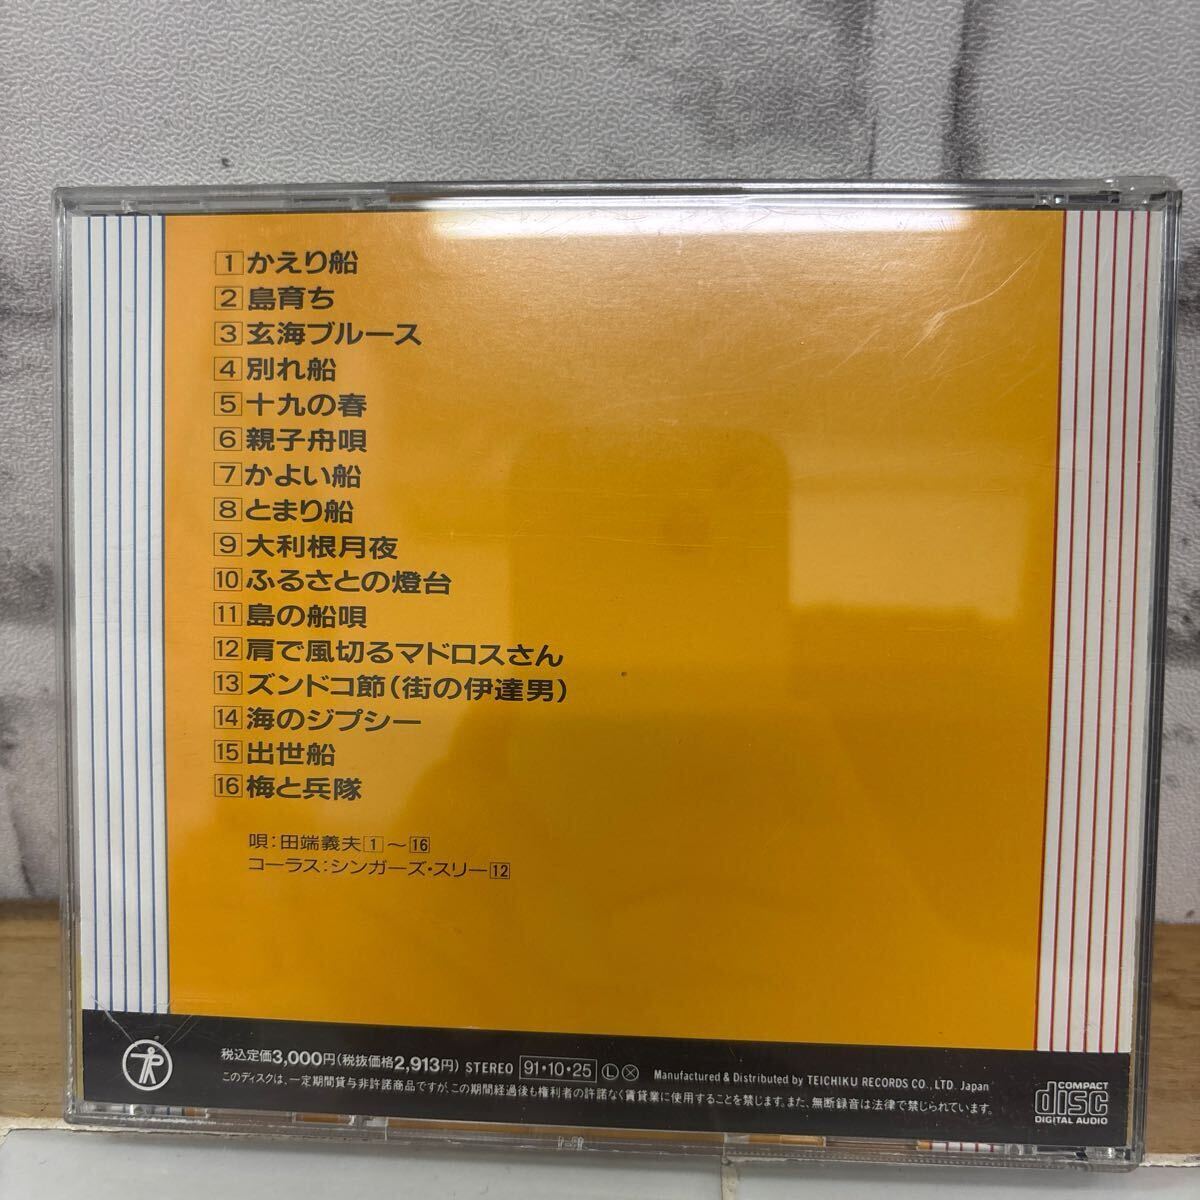 1 かえり船
2 島育ち
3 玄海ブルース
4 別れ船
5 十九の春
6 親子舟唄
7 かよい船
8 とまり船
9 大利根月夜
10 ふるさとの燈台
11 島の船唄
12 肩で風切るマドロスさん
13 ズンドコ節(街の伊達男)
14 海のジプシー
15 出世船
16 梅と兵隊
唄:田端義夫1〜16
コーラス:シンガーズ・スリー12
税込定価3,000円(税抜価格2,913円) STEREO 91・10・25 L X Manufactured & Distributed by TEICHIKU RECORDS CO., LTD. Japan
このディスクは、一定期間貸与非許諾商品ですが、この期間経過後も権利者の許諾なく賃貸業に使用することを禁じます。また、無断録音は法律で禁じられています。
COMPACT
disc
DIGITAL AUDIO